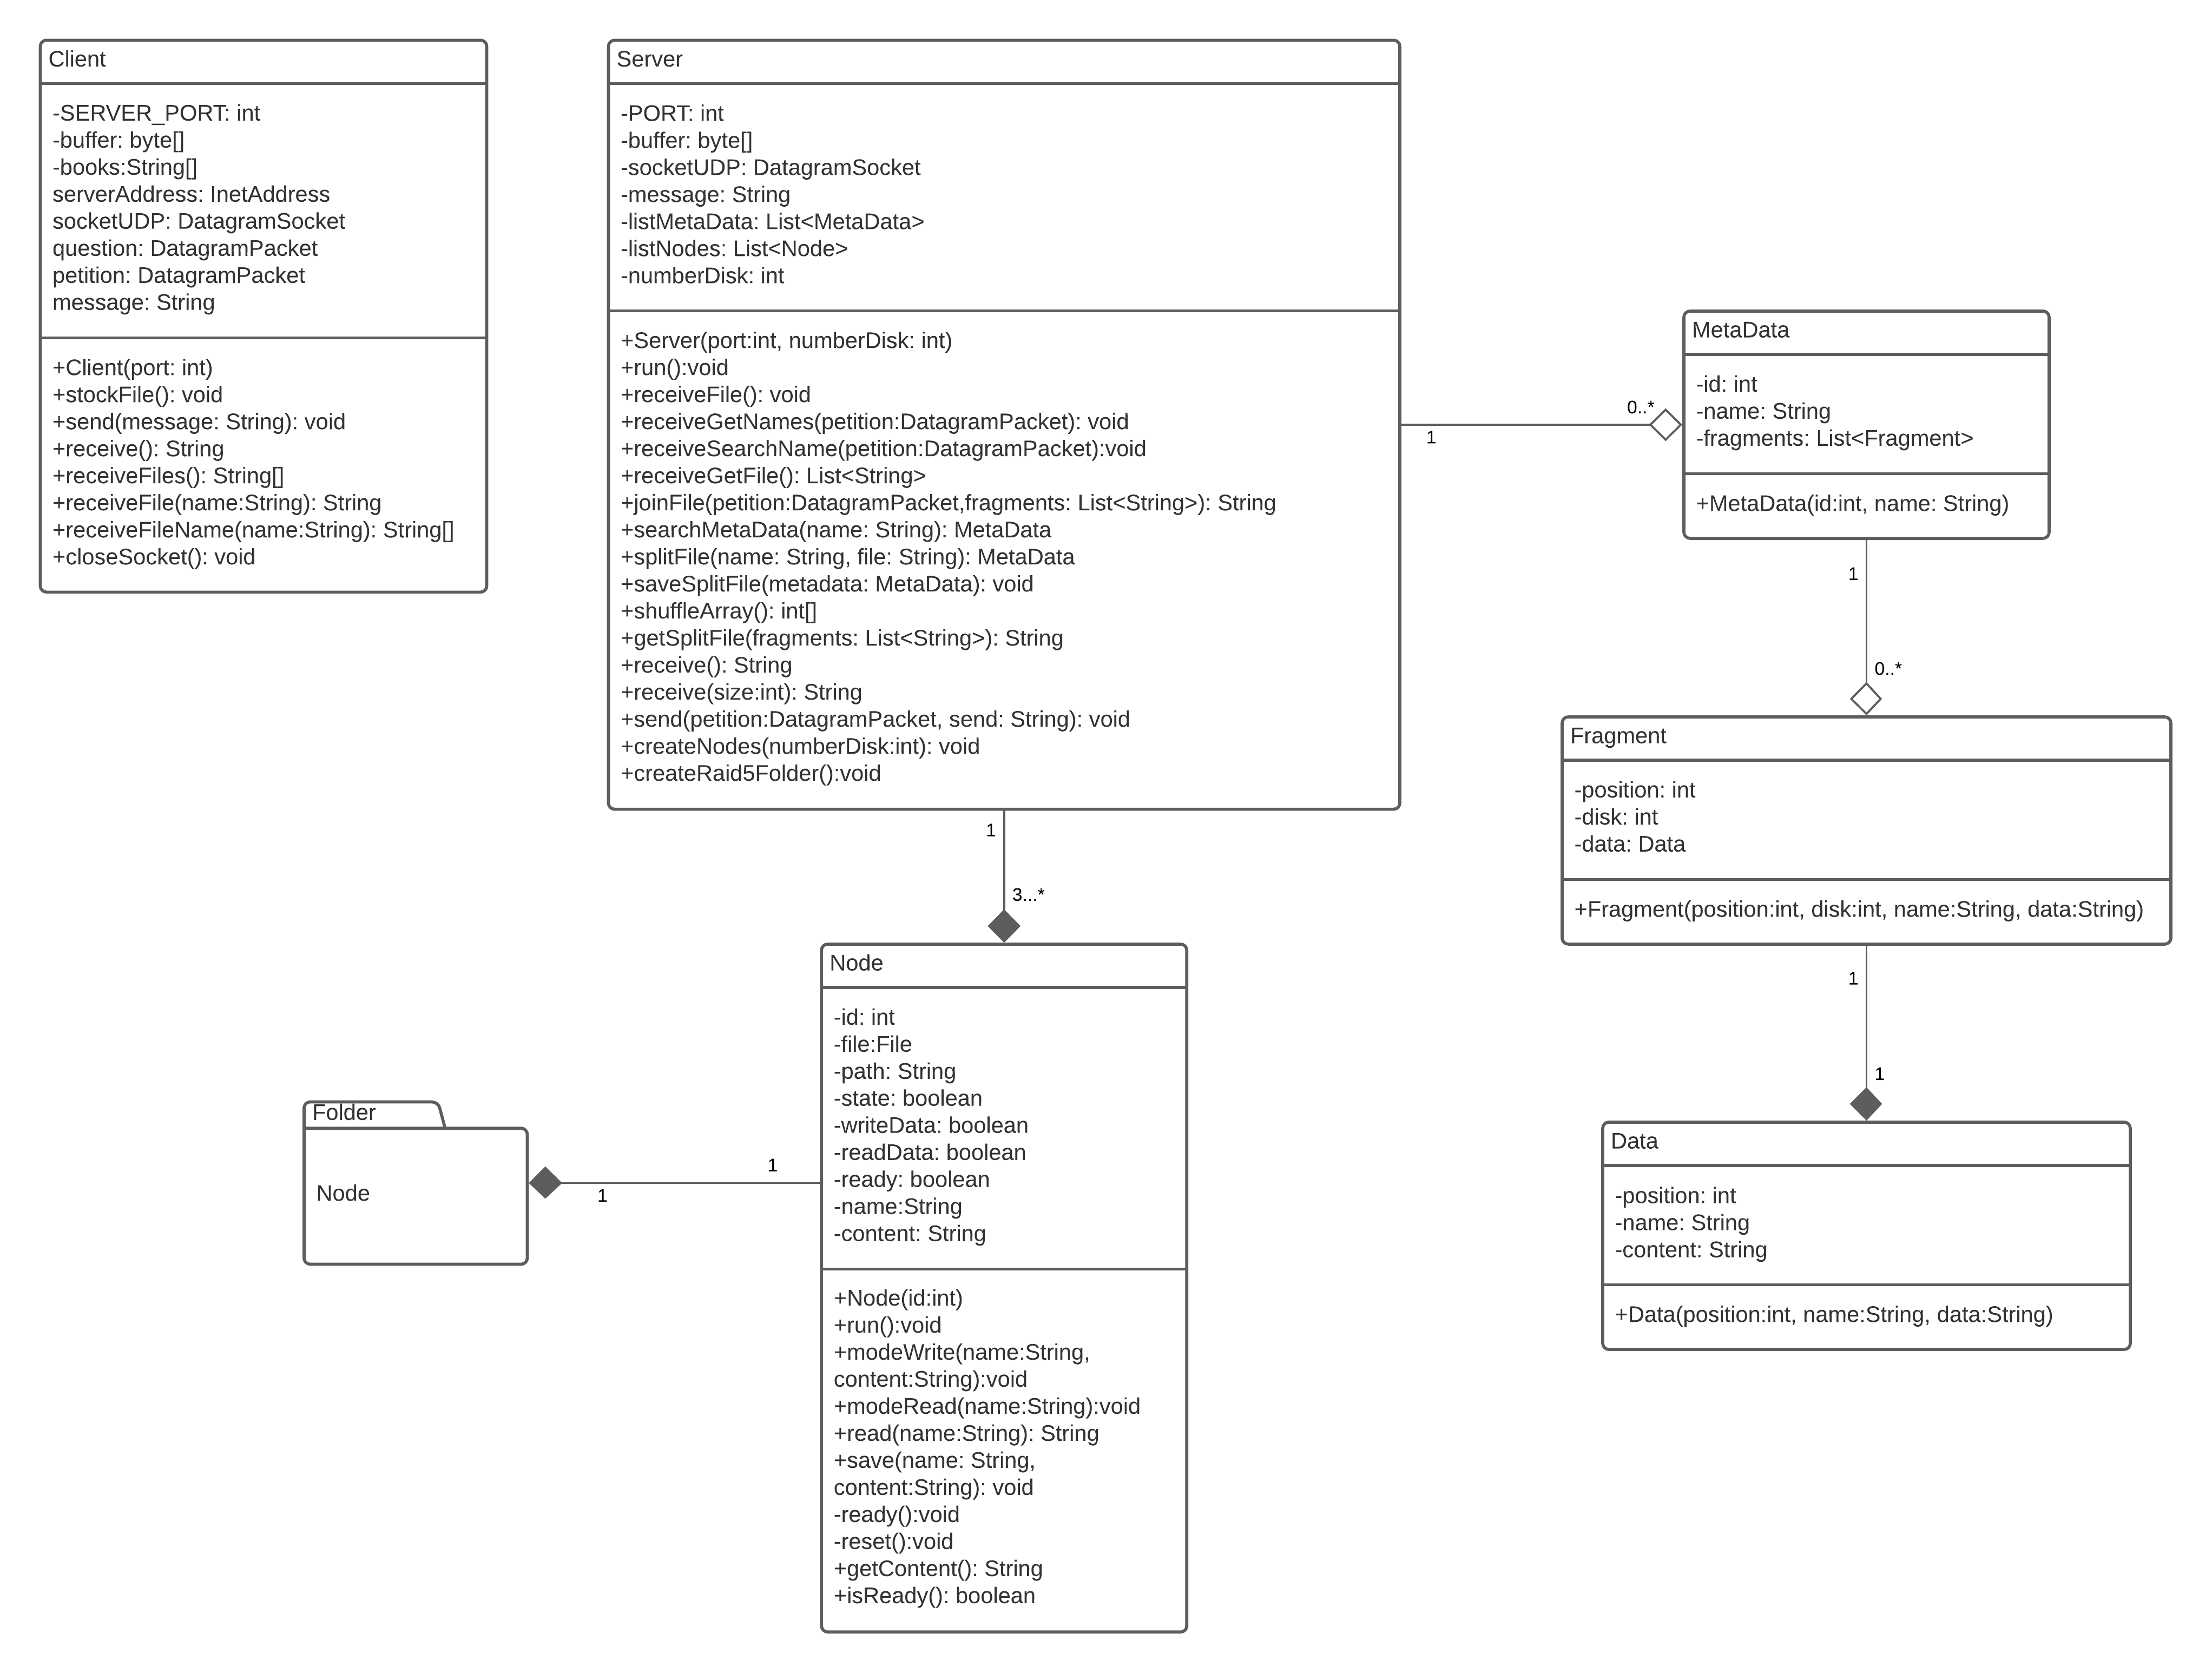 Client
-SERVER_PORT: int
-buffer: byte[]
-books:String[]
serverAddress: InetAddress
socketUDP: DatagramSocket
question: DatagramPacket
petition: DatagramPacket
message: String
+Client(port: int)
+stockFile(): void
+send(message: String): void
+receive(): String
+receiveFiles(): String[]
+receiveFile(name:String): String
+receiveFileName(name:String): String[]
+closeSocket(): void
Server
-PORT: int
-buffer: byte[]
-socketUDP: DatagramSocket
-message: String
-listMetaData: List<MetaData>
-listNodes: List<Node>
-numberDisk: int
+Server(port:int, numberDisk: int)
+run():void
+receiveFile(): void
+receiveGetNames(petition:DatagramPacket): void
+receiveSearchName(petition:DatagramPacket):void
+receiveGetFile(): List<String>
+joinFile(petition:DatagramPacket,fragments: List<String>): String
+searchMetaData(name: String): MetaData
+splitFile(name: String, file: String): MetaData
+saveSplitFile(metadata: MetaData): void
+shuffleArray(): int[]
+getSplitFile(fragments: List<String>): String
+receive(): String
+receive(size:int): String
+send(petition:DatagramPacket, send: String): void
+createNodes(numberDisk:int): void
+createRaid5Folder():void
1
0..*
MetaData
-id: int
-name: String
-fragments: List<Fragment>
+MetaData(id:int, name: String)
1
0..*
Fragment
-position: int
-disk: int
-data: Data
+Fragment(position:int, disk:int, name:String, data:String)
1
1
Data
-position: int
-name: String
-content: String
+Data(position:int, name:String, data:String)
1
3...*
Node
-id: int
-file:File
-path: String
-state: boolean
-writeData: boolean
-readData: boolean
-ready: boolean
-name:String
-content: String
+Node(id:int)
+run():void
+modeWrite(name:String,
content:String):void
+modeRead(name:String):void
+read(name:String): String
+save(name: String,
content:String): void
-ready():void
-reset():void
+getContent(): String
+isReady(): boolean
1
1
Folder
Node